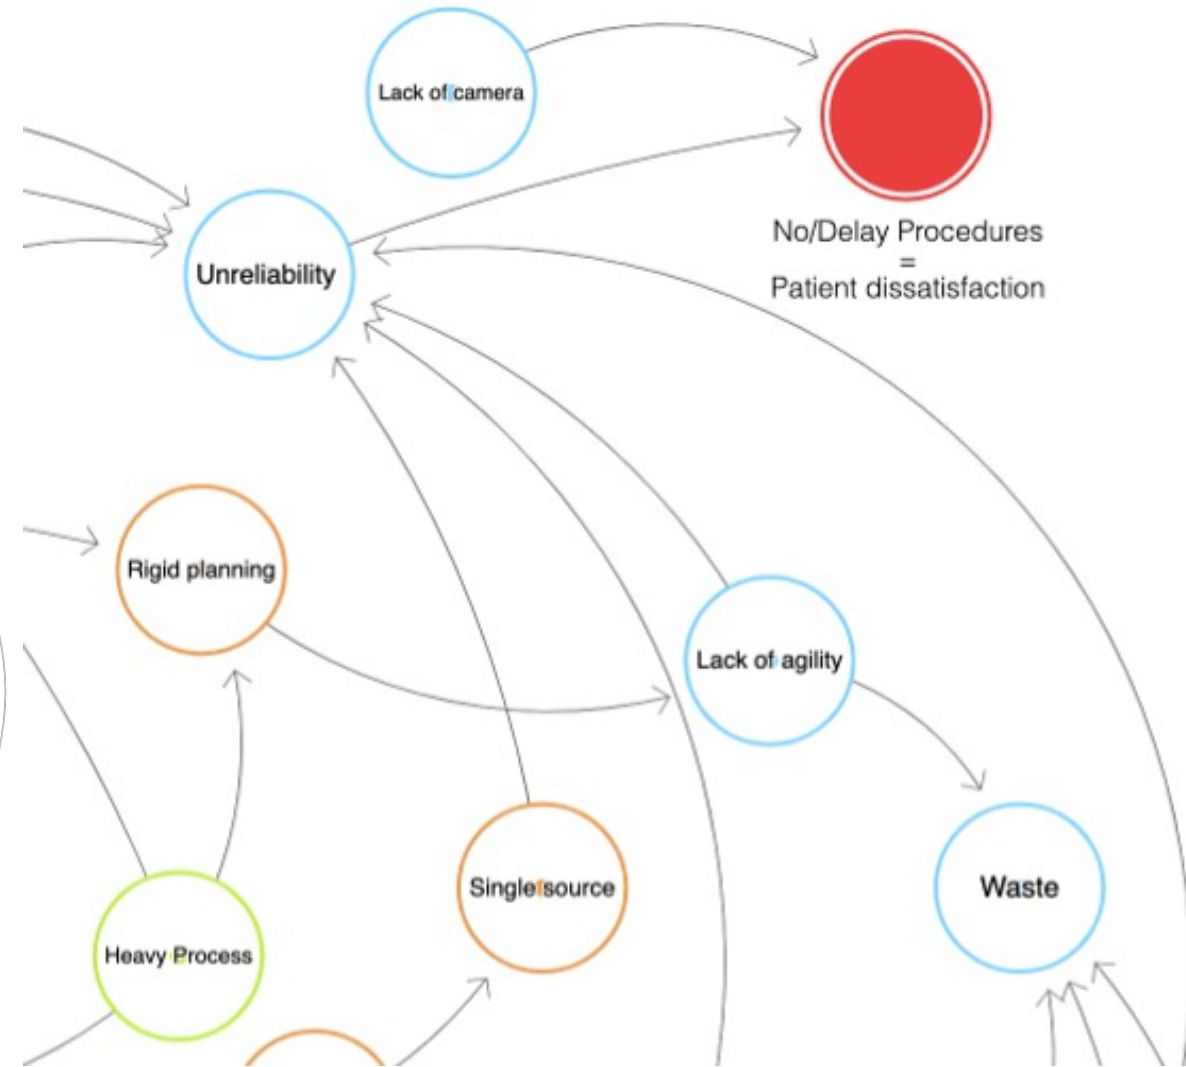 Lack of camera
No/Delay Procedures
=
Patient dissatisfaction
Unreliability
Rigid planning
Lack of agility
Single source
Waste
Heavy Process